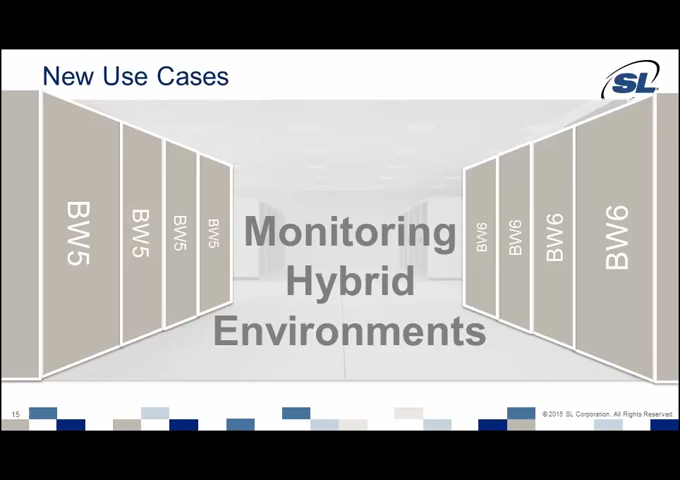 New Use Cases
SL
BW5
BW5
BW5
BW5
Monitoring
Hybrid
Environments
BW6
BW6
BW6
BW6
15
©2015 SL Corporation. All Rights Reserved.